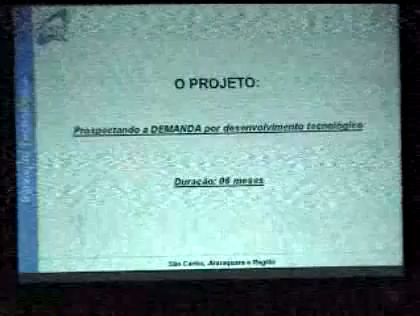 O PROJETO:
Prospectando a DEMANDA por desenvolvimento tecnológico
Duração: 06 meses
São Carlos, Araraquara e Região